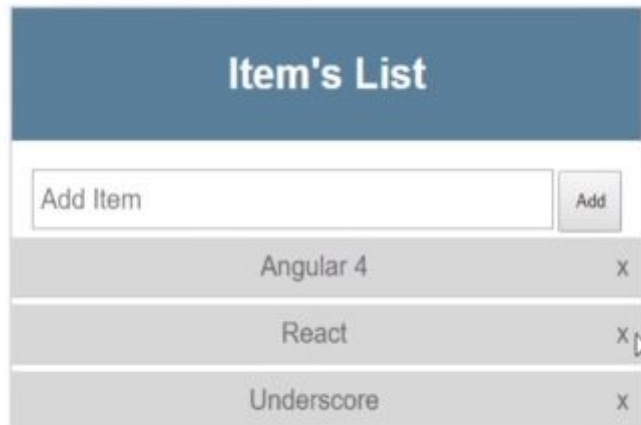 Item's List
Add Item Add
Angular 4 x
React x
Underscore x